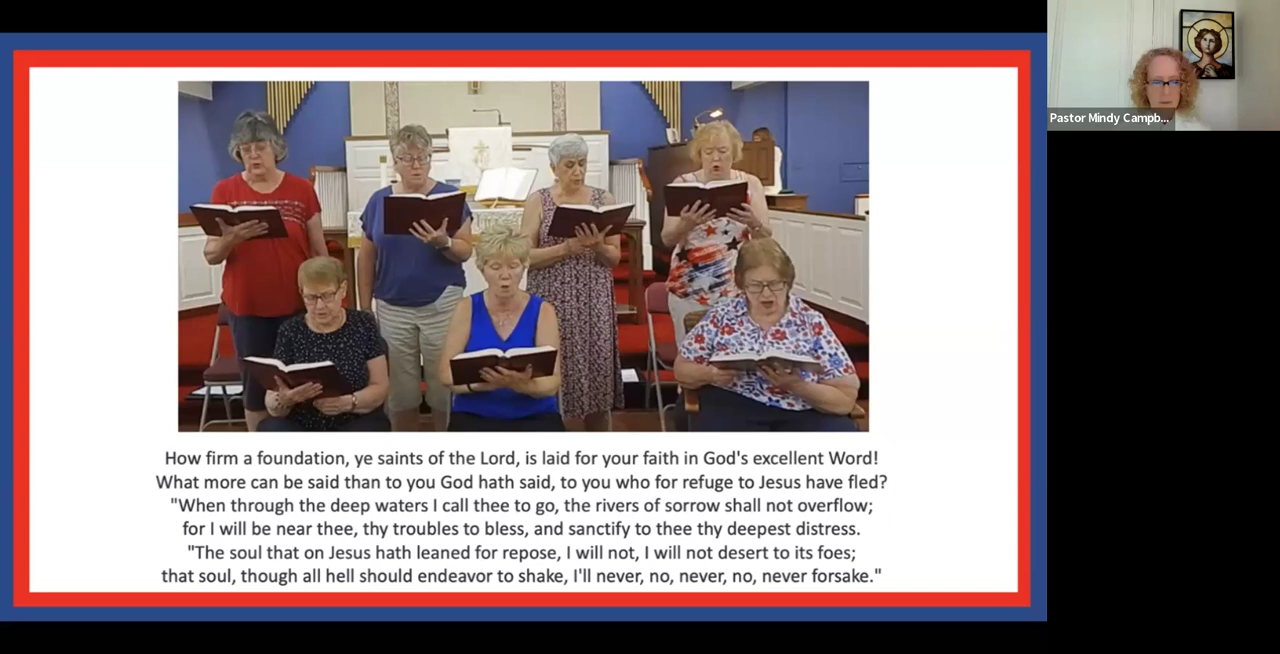 Pastor Mindy Campb...
How firm a foundation, ye saints of the Lord, is laid for your faith in God's excellent Word!
What more can be said than to you God hath said, to you who for refuge to Jesus have fled?
"When through the deep waters I call thee to go, the rivers of sorrow shall not overflow;
for I will be near thee, thy troubles to bless, and sanctify to thee thy deepest distress.
"The soul that on Jesus hath leaned for repose, I will not, I will not desert to its foes;
that soul, though all hell should endeavor to shake, I'll never, no, never, no, never forsake."